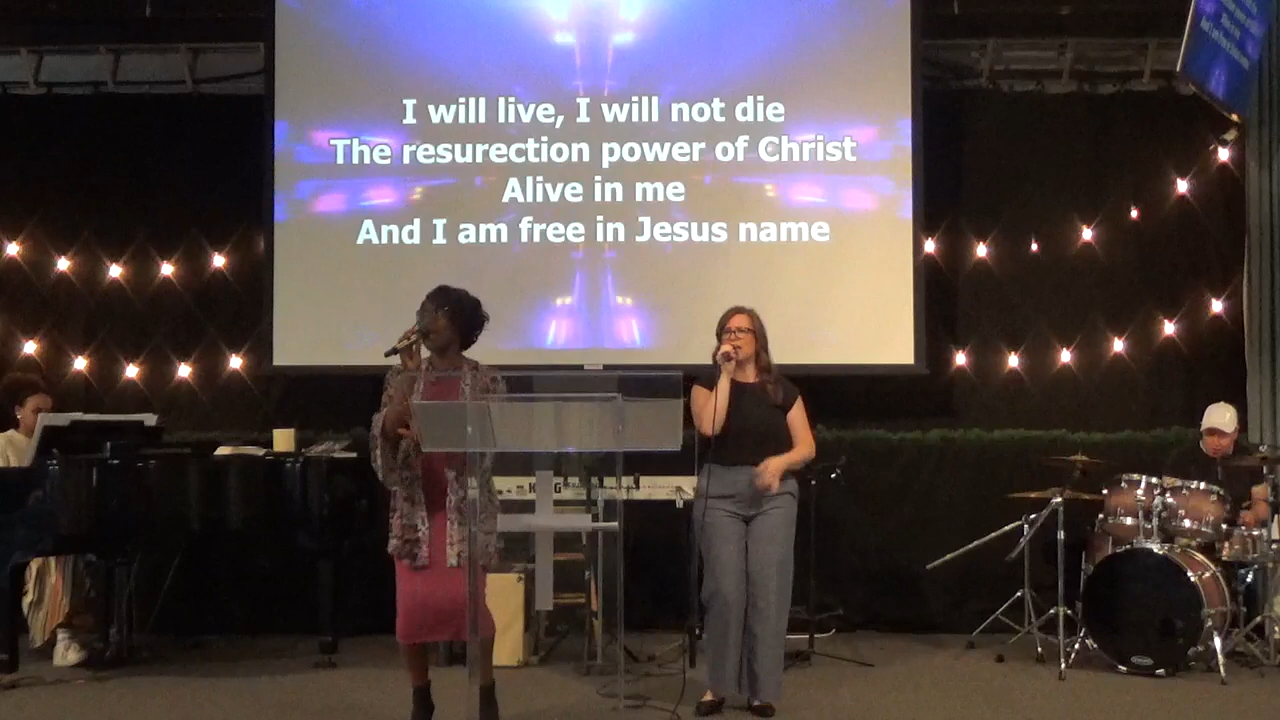 I will live, I will not die
The resurection power of Christ
Alive in me
And I am free in Jesus name
KORG